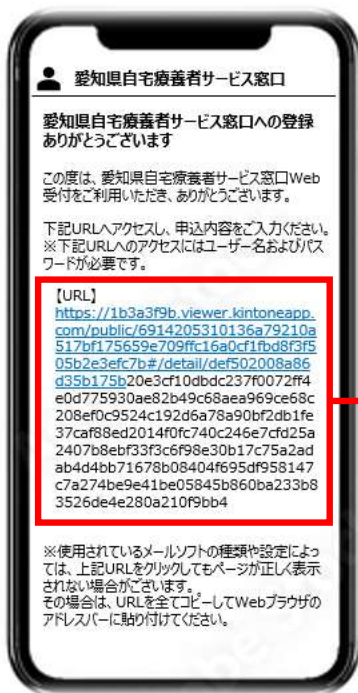 愛知県自宅療養者サービス窓口
愛知県自宅療養者サービス窓口への登録
ありがとうございます
この度は、愛知県自宅療養者サービス窓口Web
受付をご利用いただき、ありがとうございます。
下記URLへアクセスし、申込内容をご入力ください。
※下記URLへのアクセスにはユーザー名およびパス
ワードが必要です。
【URL】
https://1b3a3f9b.viewer.kintoneapp.
com/public/6914205310136a79210a
517bf175659e709ffc16a0cf1fbd8f3f5
05b2e3efc7b#/detail/def502008a86
d35b175b20e3cf10dbdc237f0072ff4
e0d775930ae82b49c68aea969ce68c
208ef0c9524c192d6a78a90bf2db1fe
37caf88ed2014f0fc740c246e7cfd25a
2407b8ebf33f3c6f98e30b17c75a2ad
ab4d4bb71678b08404f695df958147
c7a274be9e41be05845b860ba233b8
3526de4e280a210f9bb4
※使用されているメールソフトの種類や設定によっ
ては、上記URLをクリックしてもページが正しく表示
されない場合がございます。
その場合は、URLを全てコピーしてWebブラウザの
アドレスバーに貼り付けてください。